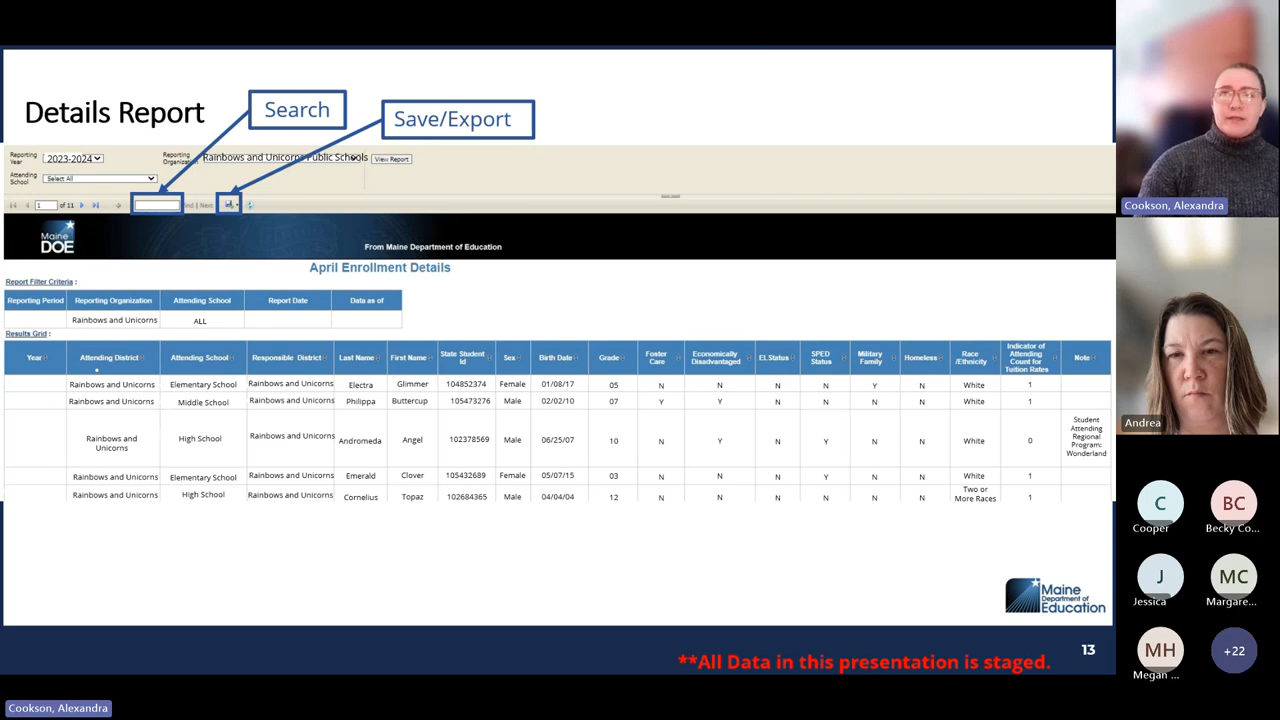 Details Report
Search
Save/Export
Reporting Year
2023-2024
Reporting Organization
Rainbows and Unicorns Public Schools
View Report
Attending School
Select All
1 of 11
Find | Next
Maine DOE
From Maine Department of Education
April Enrollment Details
Report Filter Criteria :
Reporting Period Reporting Organization Attending School Report Date Data as of
Rainbows and Unicorns ALL
Results Grid :
Year Attending District Attending School Responsible District Last Name First Name State Student Id Sex Birth Date Grade Foster Care Economically Disadvantaged EL Status SPED Status Military Family Homeless Race /Ethnicity Indicator of Attending Count for Tuition Rates Note
Rainbows and Unicorns Elementary School Rainbows and Unicorns Electra Glimmer 104852374 Female 01/08/17 05 N N N N Y N White 1
Rainbows and Unicorns Middle School Rainbows and Unicorns Philippa Buttercup 105473276 Male 02/02/10 07 Y Y N N N N White 1
Rainbows and Unicorns High School Rainbows and Unicorns Andromeda Angel 102378569 Male 06/25/07 10 N Y N Y N N White 0 Student Attending Regional Program: Wonderland
Rainbows and Unicorns Elementary School Rainbows and Unicorns Emerald Clover 105432689 Female 05/07/15 03 N N N Y N N White 1
Rainbows and Unicorns High School Rainbows and Unicorns Cornelius Topaz 102684365 Male 04/04/04 12 N N N N N N Two or More Races 1
Maine Department of Education
13
**All Data in this presentation is staged.
Cookson, Alexandra
Cookson, Alexandra
Andrea
C
Cooper
BC
Becky Co...
J
Jessica
MC
Margare...
MH
Megan ...
+22